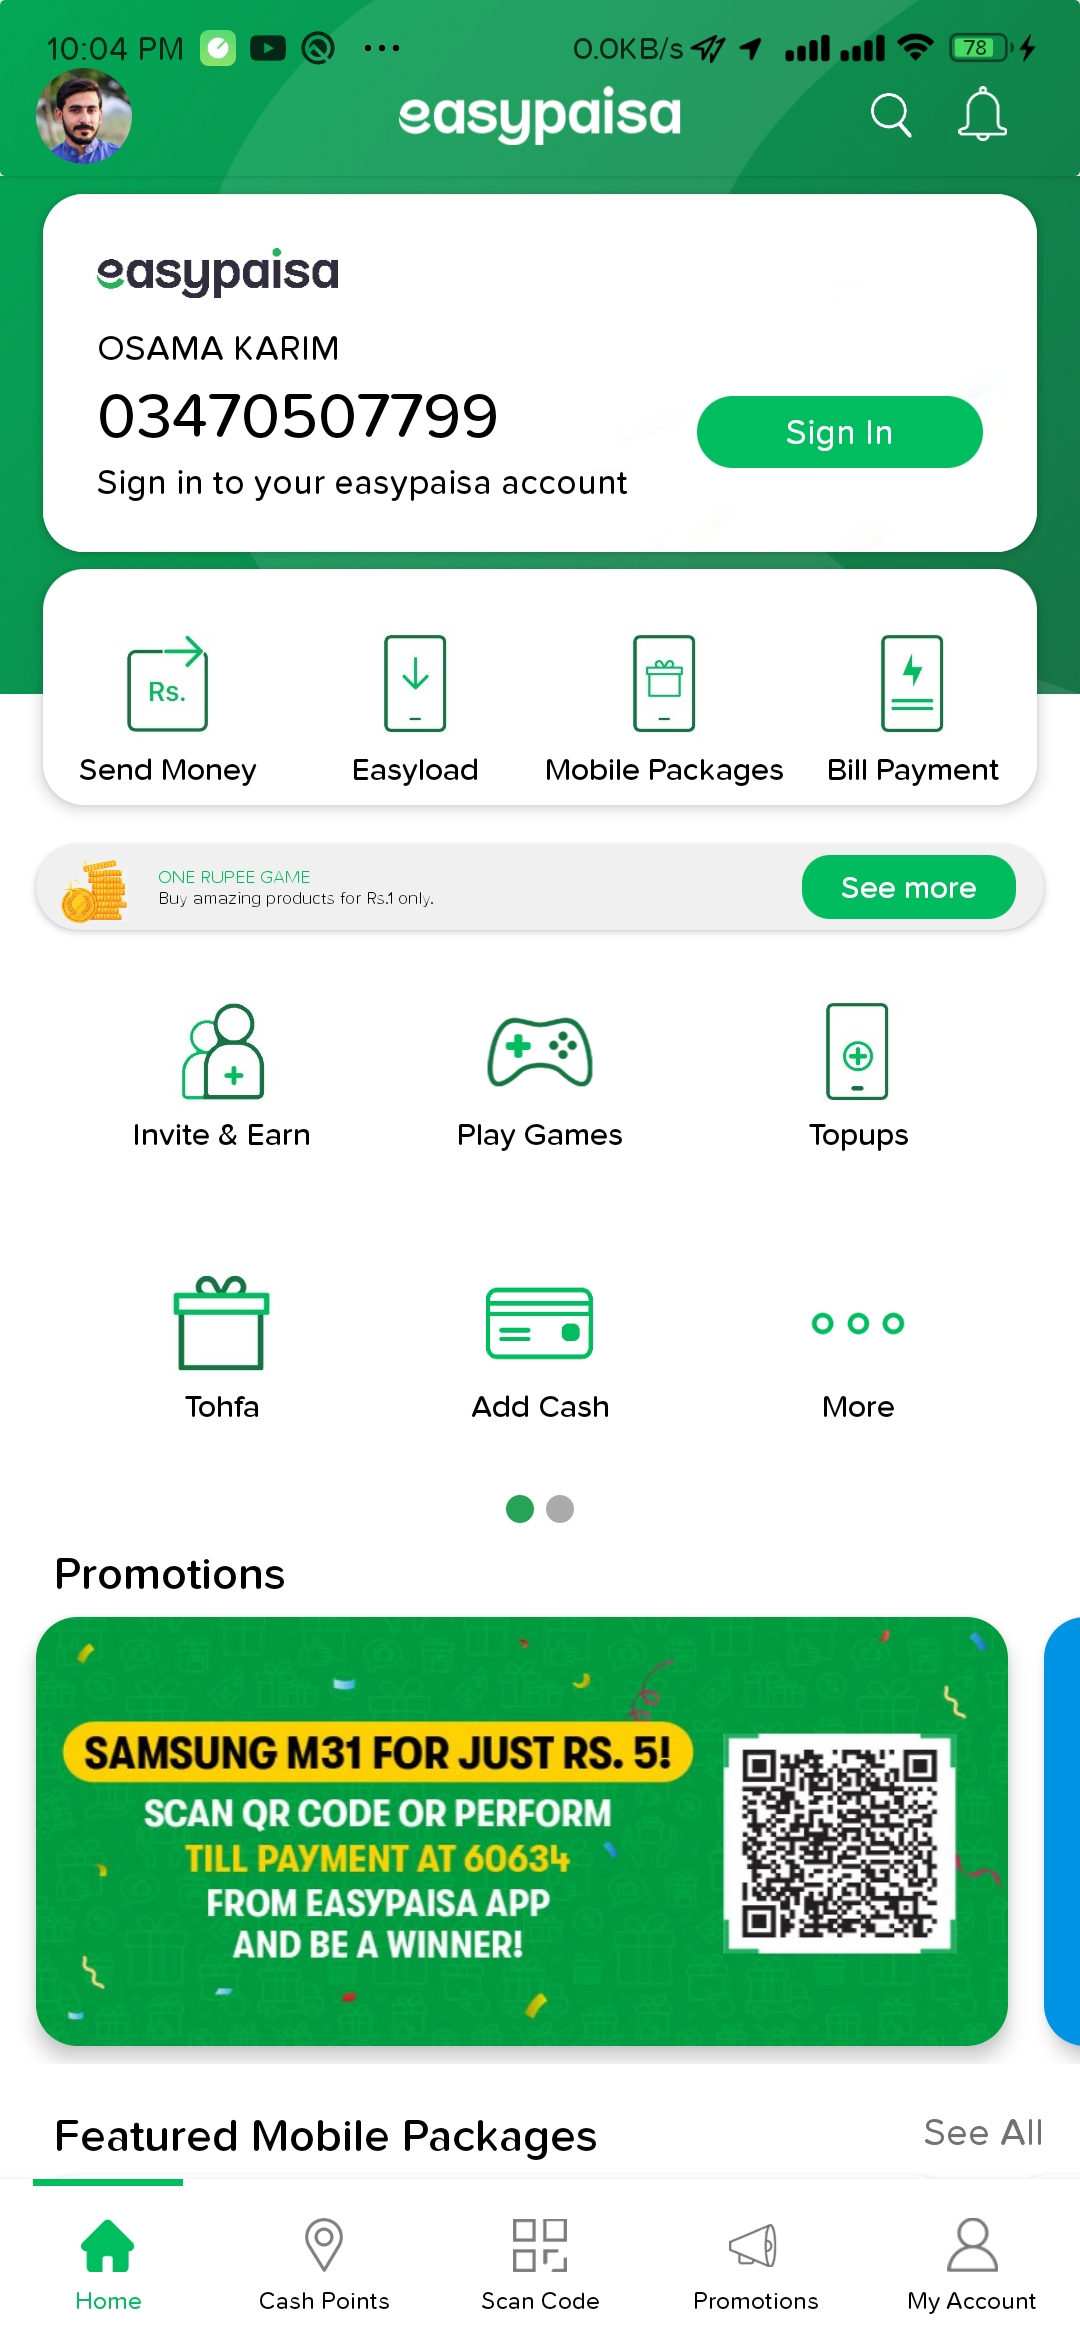 10:04 PM 0.0KB/s 78
easypaisa
easypaisa
OSAMA KARIM
03470507799
Sign In
Sign in to your easypaisa account
Rs.
Send Money Easyload Mobile Packages Bill Payment
ONE RUPEE GAME
Buy amazing products for Rs.1 only.
See more
Invite & Earn Play Games Topups
Tohfa Add Cash More
Promotions
SAMSUNG M31 FOR JUST RS. 5!
SCAN QR CODE OR PERFORM
TILL PAYMENT AT 60634
FROM EASYPAISA APP
AND BE A WINNER!
Featured Mobile Packages See All
Home Cash Points Scan Code Promotions My Account